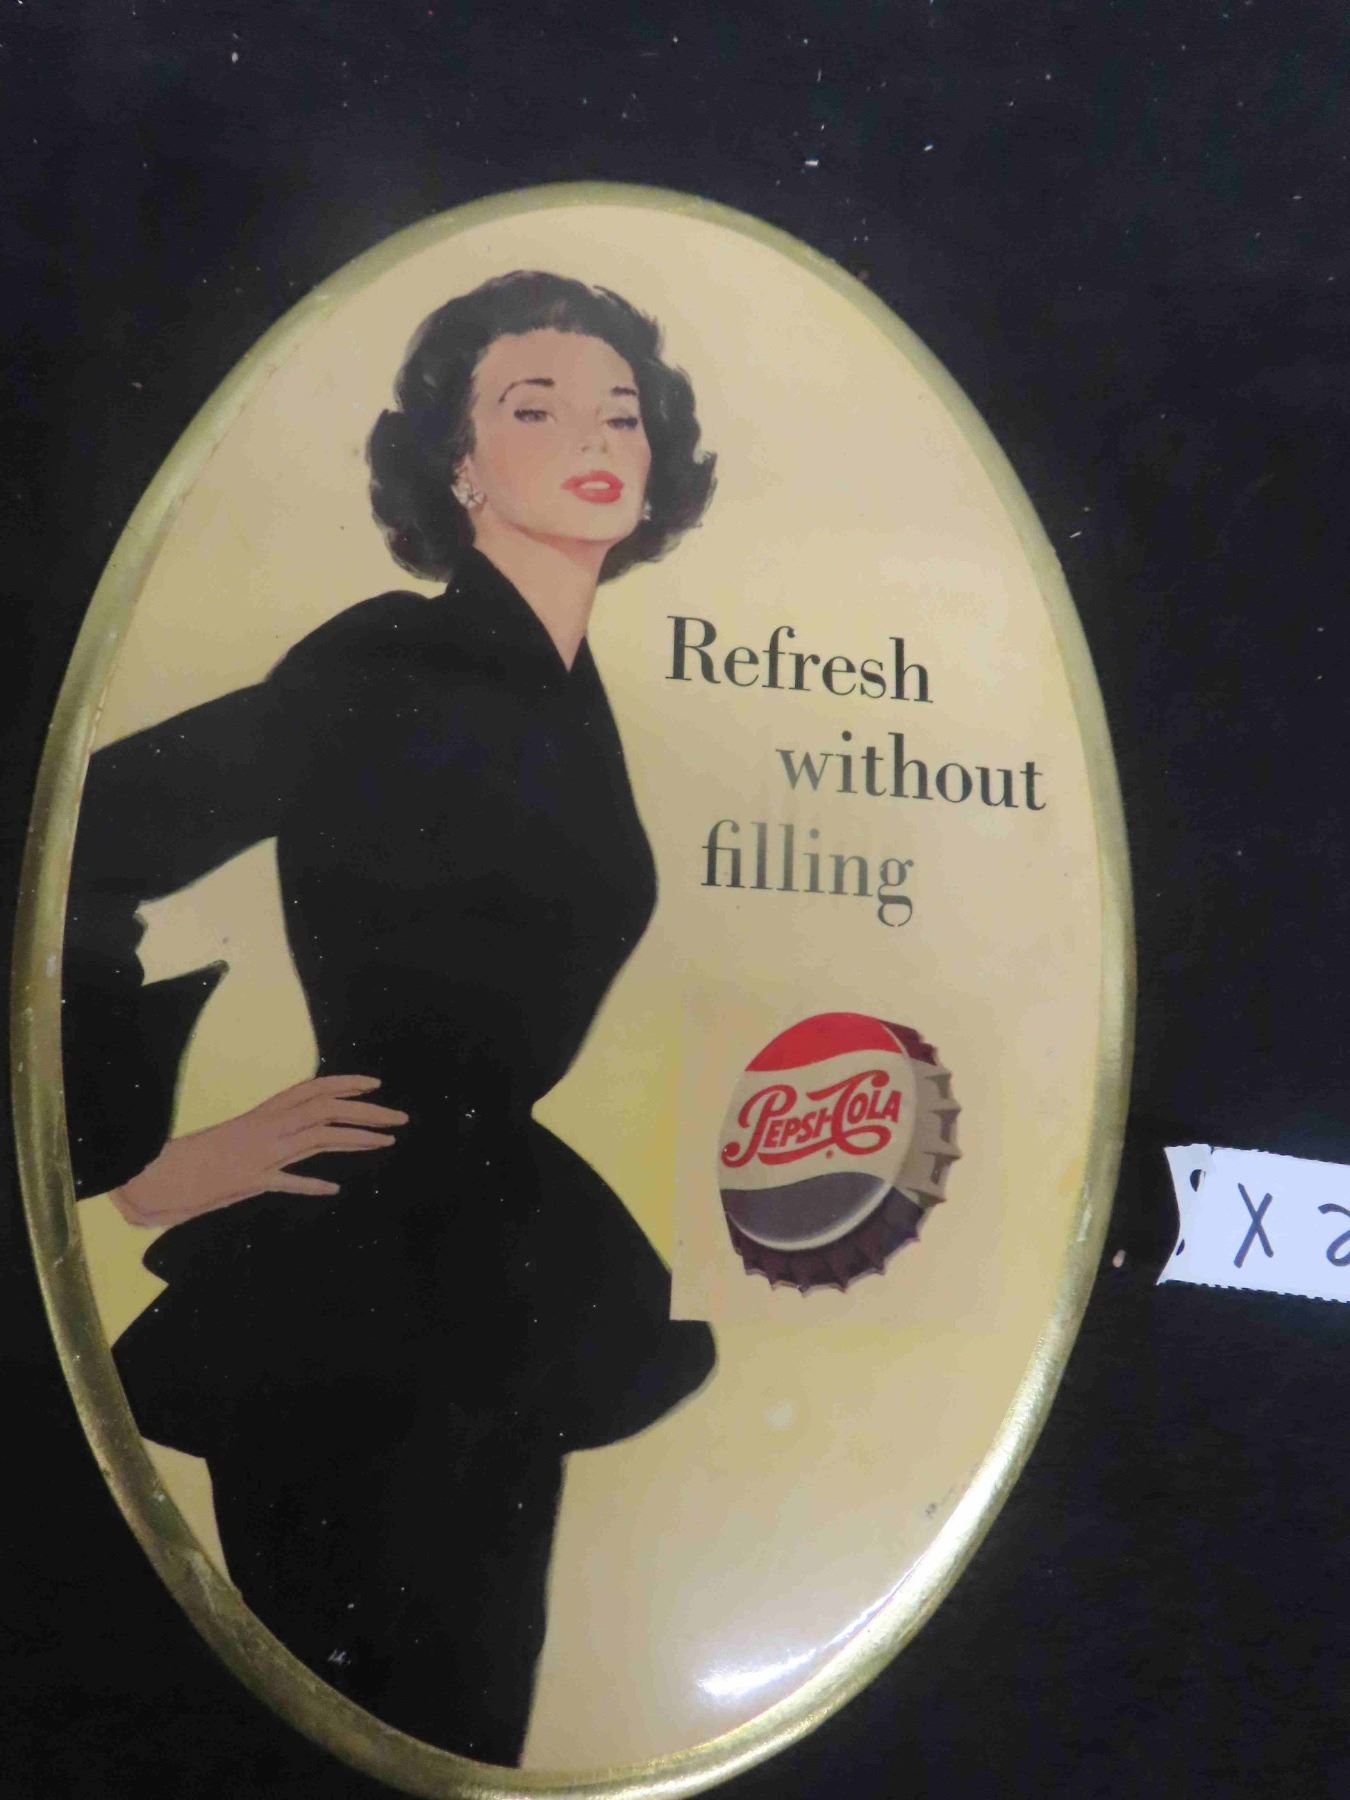 Refresh
without
filling
PEPSI-COLA
X